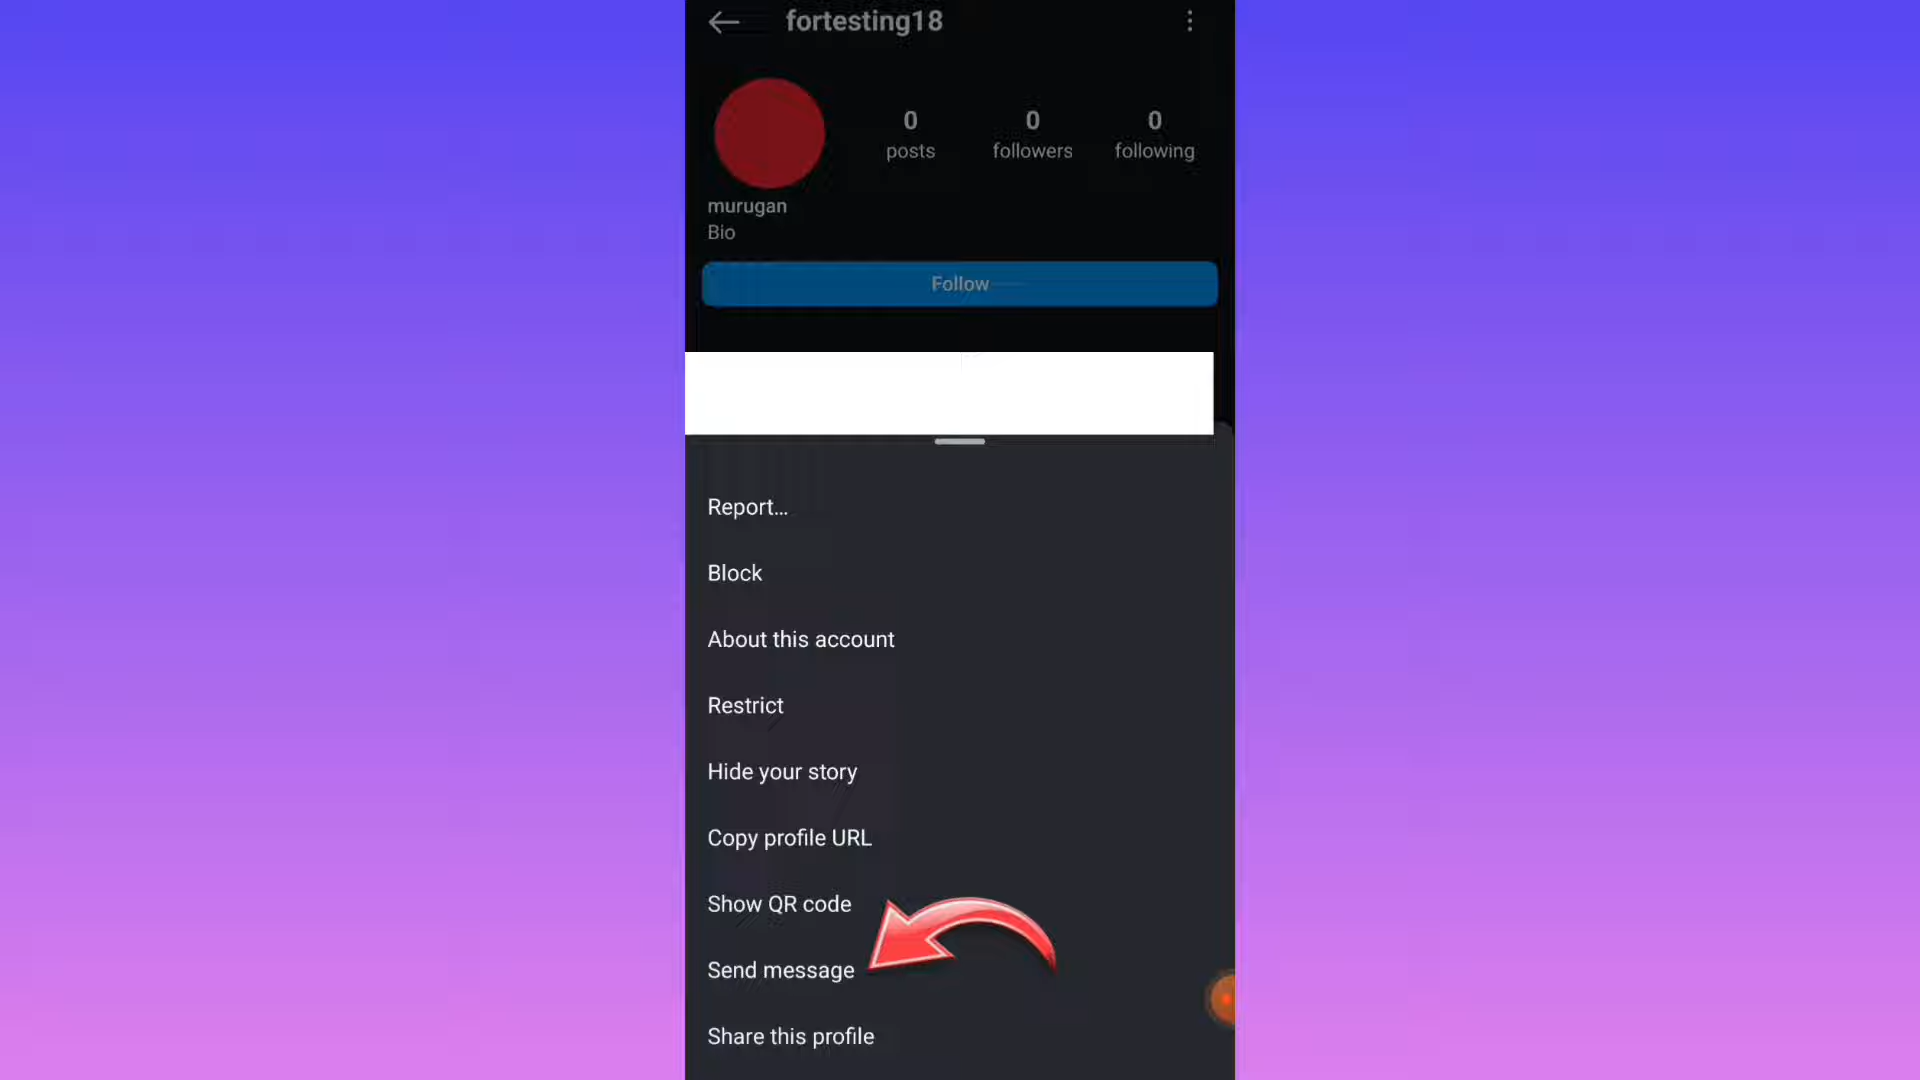 fortesting18
0 0 0
posts followers following
murugan
Bio
Follow
Report...
Block
About this account
Restrict
Hide your story
Copy profile URL
Show QR code
Send message
Share this profile